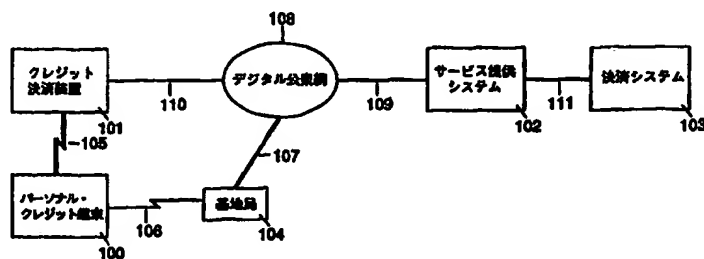 108
クレジット
決済装置
デジタル公衆網
サービス提供
システム
決済システム
101
110
109
102
111
103
105
107
パーソナル・
クレジット端末
基地局
106
104
100